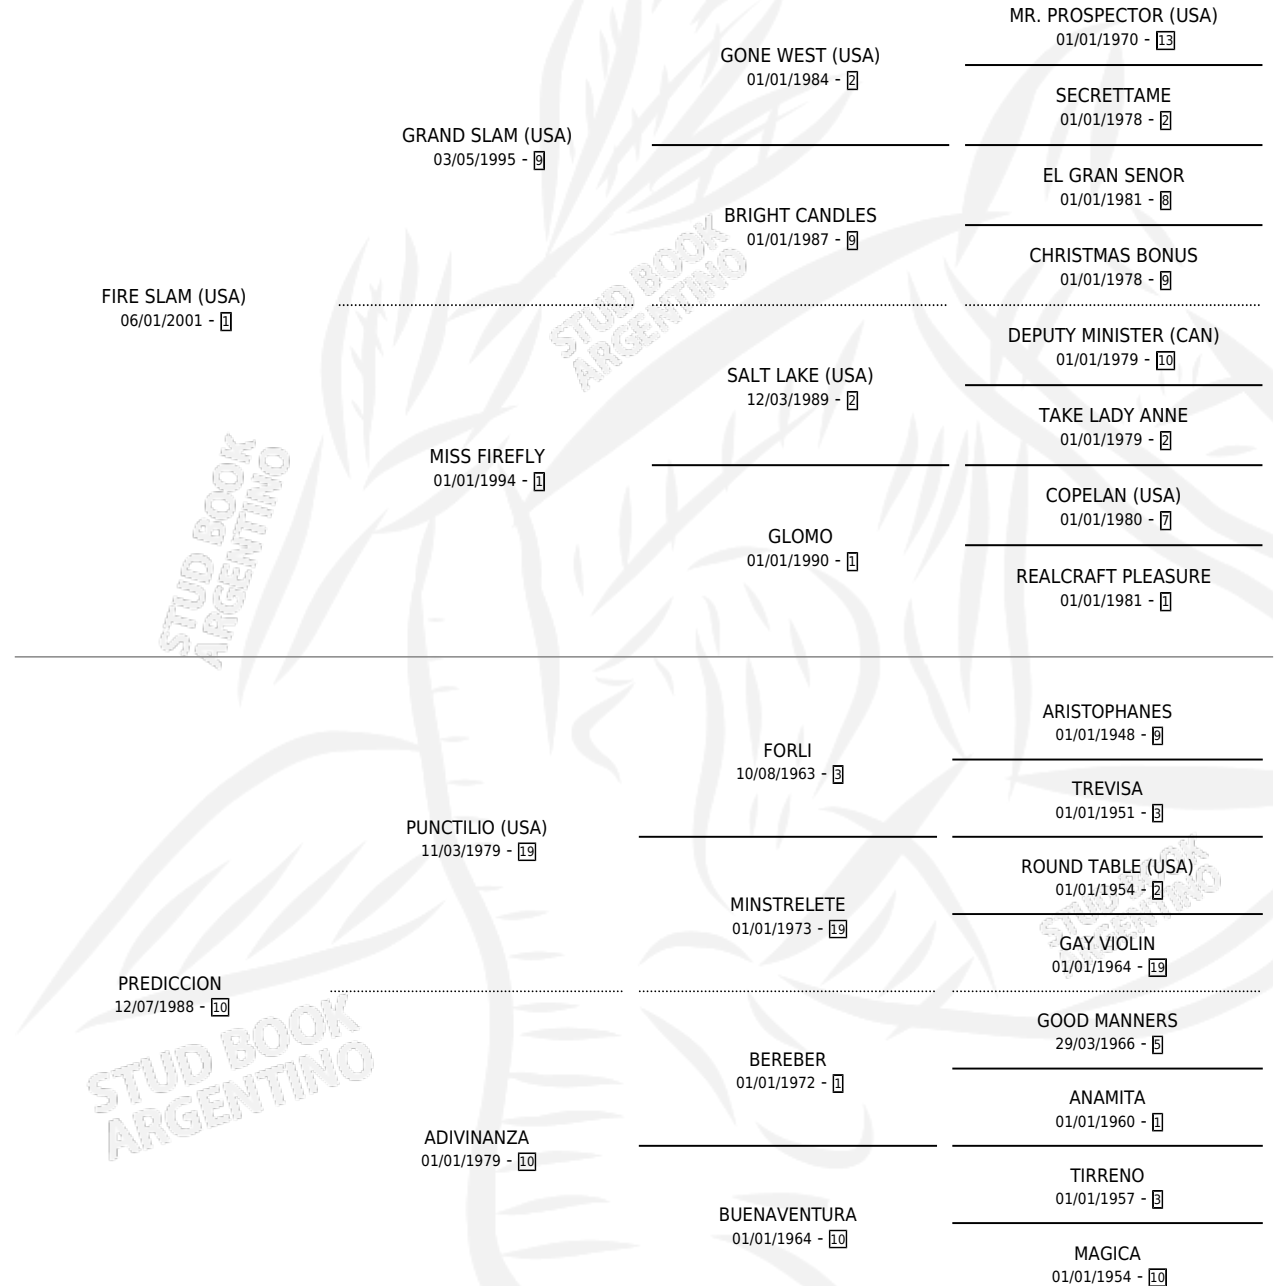 MR. PROSPECTOR (USA)
01/01/1970 - 13
GONE WEST (USA)
01/01/1984 - 2
SECRETTAME
01/01/1978 - 2
GRAND SLAM (USA)
03/05/1995 - 9
EL GRAN SENOR
01/01/1981 - 8
BRIGHT CANDLES
01/01/1987 - 9
CHRISTMAS BONUS
01/01/1978 - 9
FIRE SLAM (USA)
06/01/2001 - 1
STUD BOOK
ARGENTINO
DEPUTY MINISTER (CAN)
01/01/1979 - 10
SALT LAKE (USA)
12/03/1989 - 2
TAKE LADY ANNE
01/01/1979 - 2
MISS FIREFLY
01/01/1994 - 1
COPELAN (USA)
01/01/1980 - 7
GLOMO
01/01/1990 - 1
REALCRAFT PLEASURE
01/01/1981 - 1
STUD BOOK
ARGENTINO
ARISTOPHANES
01/01/1948 - 9
FORLI
10/08/1963 - 3
TREVISA
01/01/1951 - 3
PUNCTILIO (USA)
11/03/1979 - 19
ROUND TABLE (USA)
01/01/1954 - 2
MINSTRELETE
01/01/1973 - 19
GAY VIOLIN
01/01/1964 - 19
STUD BOOK
ARGENTINO
PREDICCION
12/07/1988 - 10
GOOD MANNERS
29/03/1966 - 5
BEREBER
01/01/1972 - 1
ANAMITA
01/01/1960 - 1
STUD BOOK
ARGENTINO
ADIVINANZA
01/01/1979 - 10
TIRRENO
01/01/1957 - 3
BUENAVENTURA
01/01/1964 - 10
MAGICA
01/01/1954 - 10